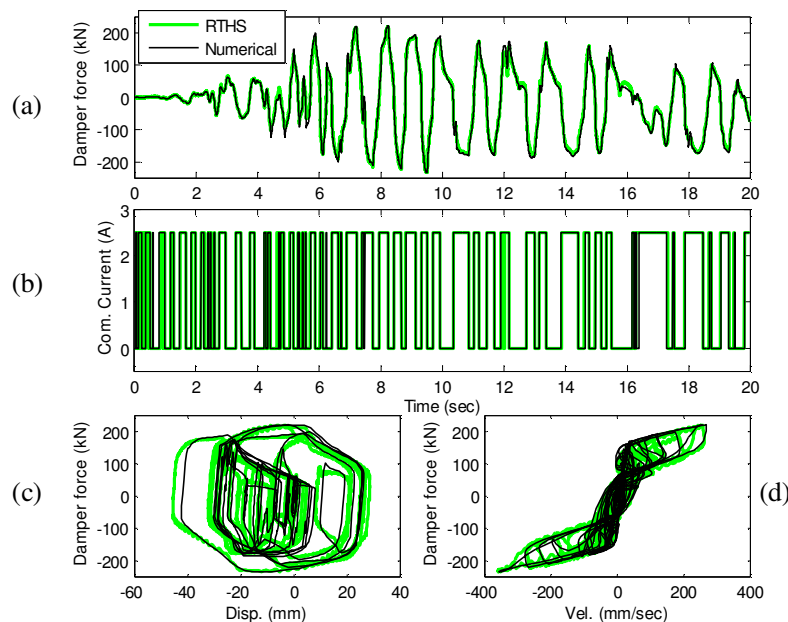 RTHS
Numerical
(a)
Damper force (kN)
200
100
0
-100
-200
0 2 4 6 8 10 12 14 16 18 20
(b)
Com. Current (A)
3
2
1
0
0 2 4 6 8 10 12 14 16 18 20
Time (sec)
(c)
Damper force (kN)
200
100
0
-100
-200
-60 -40 -20 0 20 40 60
Disp. (mm)
(d)
Damper force (kN)
200
100
0
-100
-200
-400 -200 0 200 400
Vel. (mm/sec)